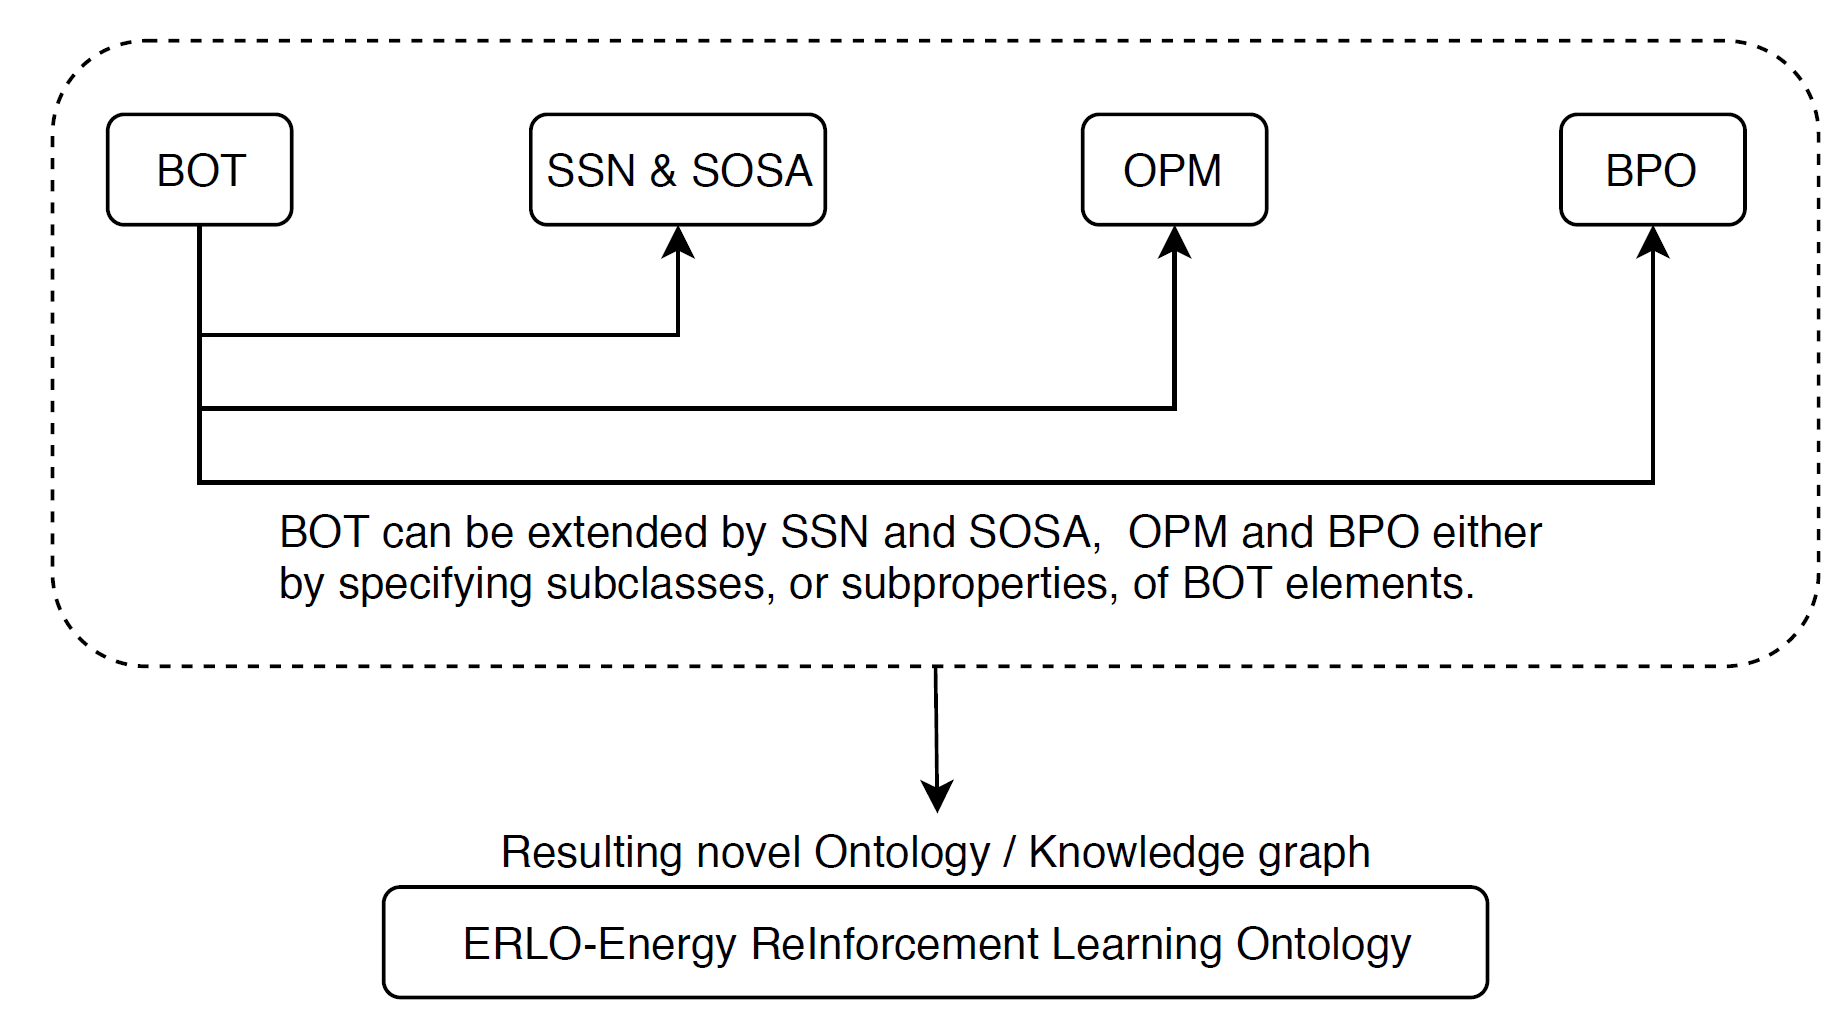 BOT
SSN & SOSA
OPM
BPO
BOT can be extended by SSN and SOSA,  OPM and BPO either
by specifying subclasses, or subproperties, of BOT elements.
Resulting novel Ontology / Knowledge graph
ERLO-Energy ReInforcement Learning Ontology